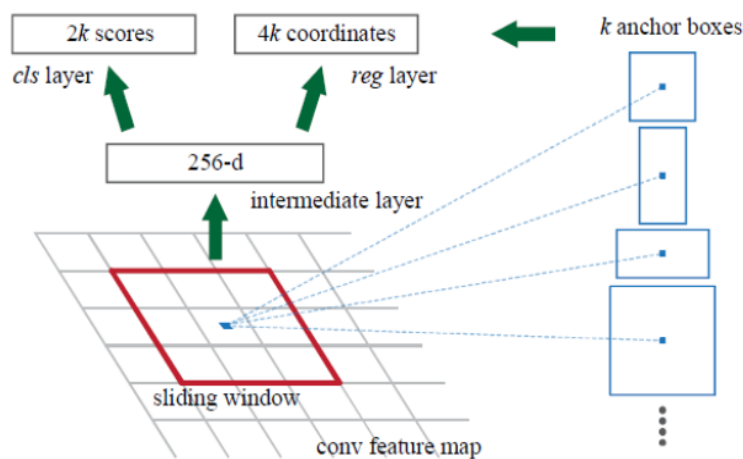 2k scores
4k coordinates
k anchor boxes
cls layer
reg layer
256-d
intermediate layer
sliding window
conv feature map